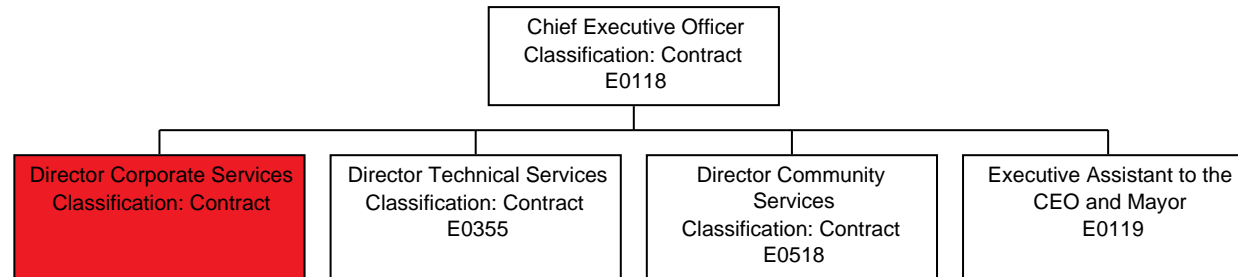 Chief Executive Officer
Classification: Contract
E0118
Director Corporate Services
Classification: Contract
Director Technical Services
Classification: Contract
E0355
Director Community
Services
Classification: Contract
E0518
Executive Assistant to the
CEO and Mayor
E0119